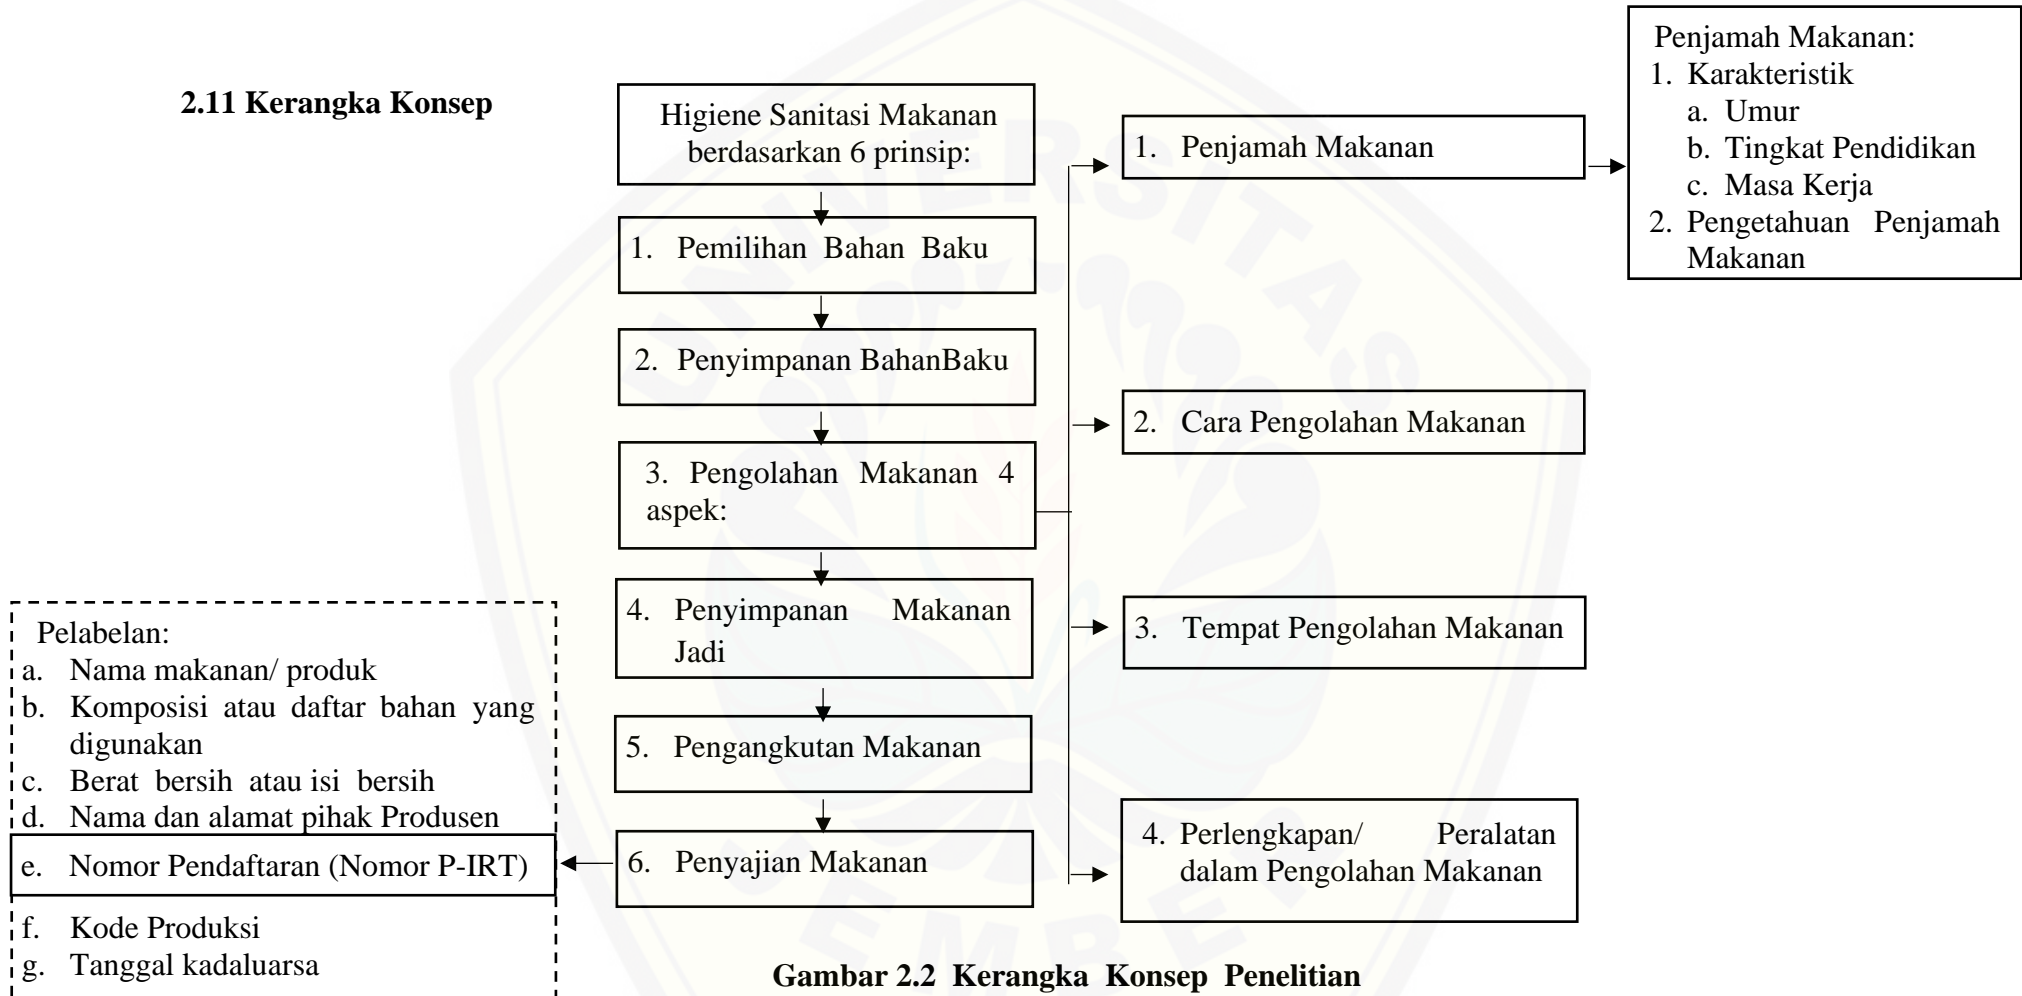 2.11 Kerangka Konsep
Higiene Sanitasi Makanan
berdasarkan 6 prinsip:
1. Pemilihan Bahan Baku
2. Penyimpanan BahanBaku
3. Pengolahan Makanan 4
aspek:
4. Penyimpanan Makanan
Jadi
5. Pengangkutan Makanan
6. Penyajian Makanan
1. Penjamah Makanan
2. Cara Pengolahan Makanan
3. Tempat Pengolahan Makanan
4. Perlengkapan/ Peralatan
dalam Pengolahan Makanan
Penjamah Makanan:
1. Karakteristik
a. Umur
b. Tingkat Pendidikan
c. Masa Kerja
2. Pengetahuan Penjamah
Makanan
Pelabelan:
a. Nama makanan/ produk
b. Komposisi atau daftar bahan yang
digunakan
c. Berat bersih atau isi bersih
d. Nama dan alamat pihak Produsen
e. Nomor Pendaftaran (Nomor P-IRT)
f. Kode Produksi
g. Tanggal kadaluarsa
Gambar 2.2 Kerangka Konsep Penelitian
UNIVERSITAS
JEMBER